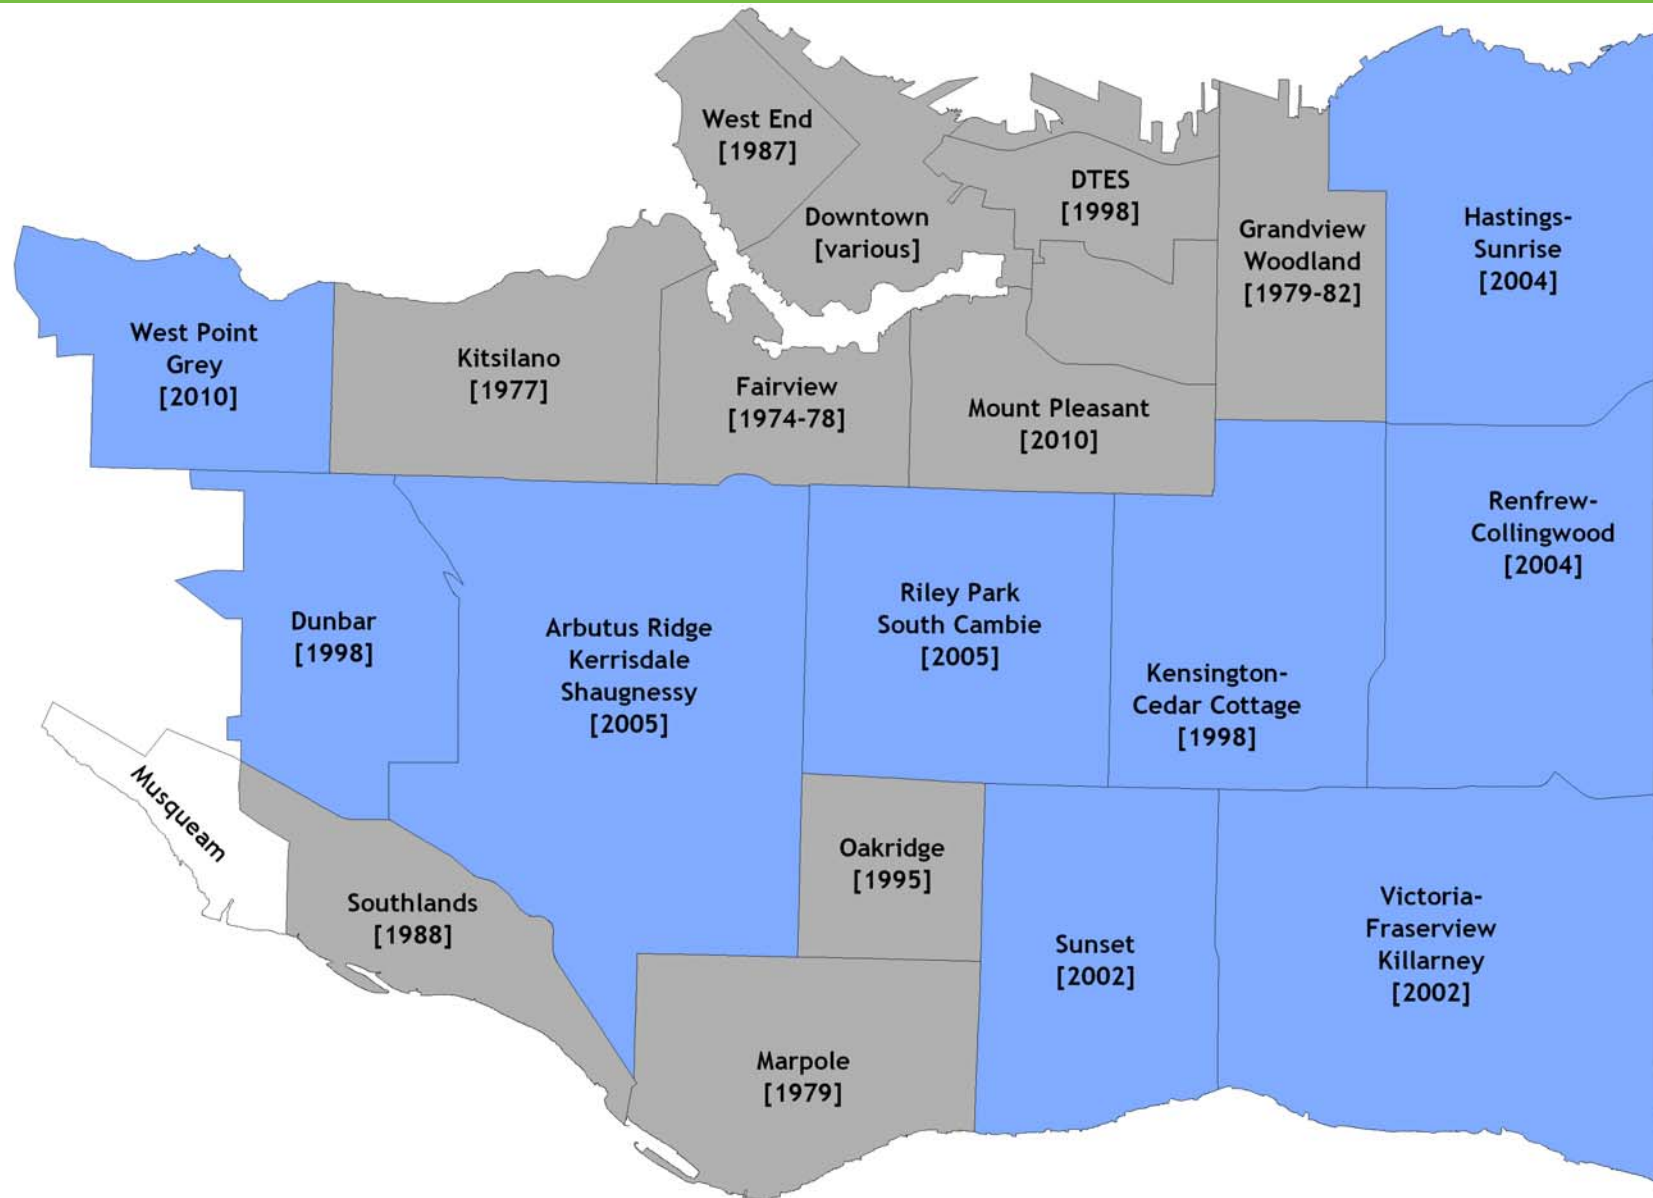 West End
[1987]
Downtown
[various]
DTES
[1998]
Grandview
Woodland
[1979-82]
Hastings-
Sunrise
[2004]
West Point
Grey
[2010]
Kitsilano
[1977]
Fairview
[1974-78]
Mount Pleasant
[2010]
Renfrew-
Collingwood
[2004]
Dunbar
[1998]
Arbutus Ridge
Kerrisdale
Shaugnessy
[2005]
Riley Park
South Cambie
[2005]
Kensington-
Cedar Cottage
[1998]
Musqueam
Southlands
[1988]
Oakridge
[1995]
Sunset
[2002]
Victoria-
Fraserview
Killarney
[2002]
Marpole
[1979]